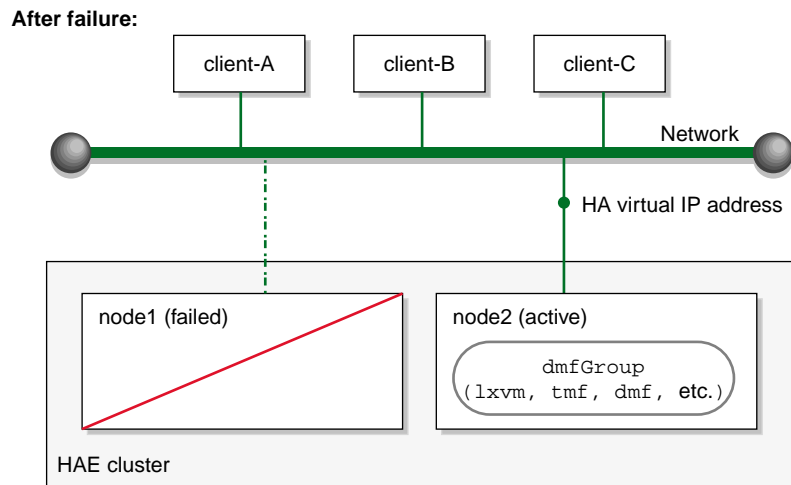 After failure:
client-A
client-B
client-C
Network
HA virtual IP address
node1 (failed)
node2 (active)
dmfGroup
(lxvm, tmf, dmf, etc.)
HAE cluster